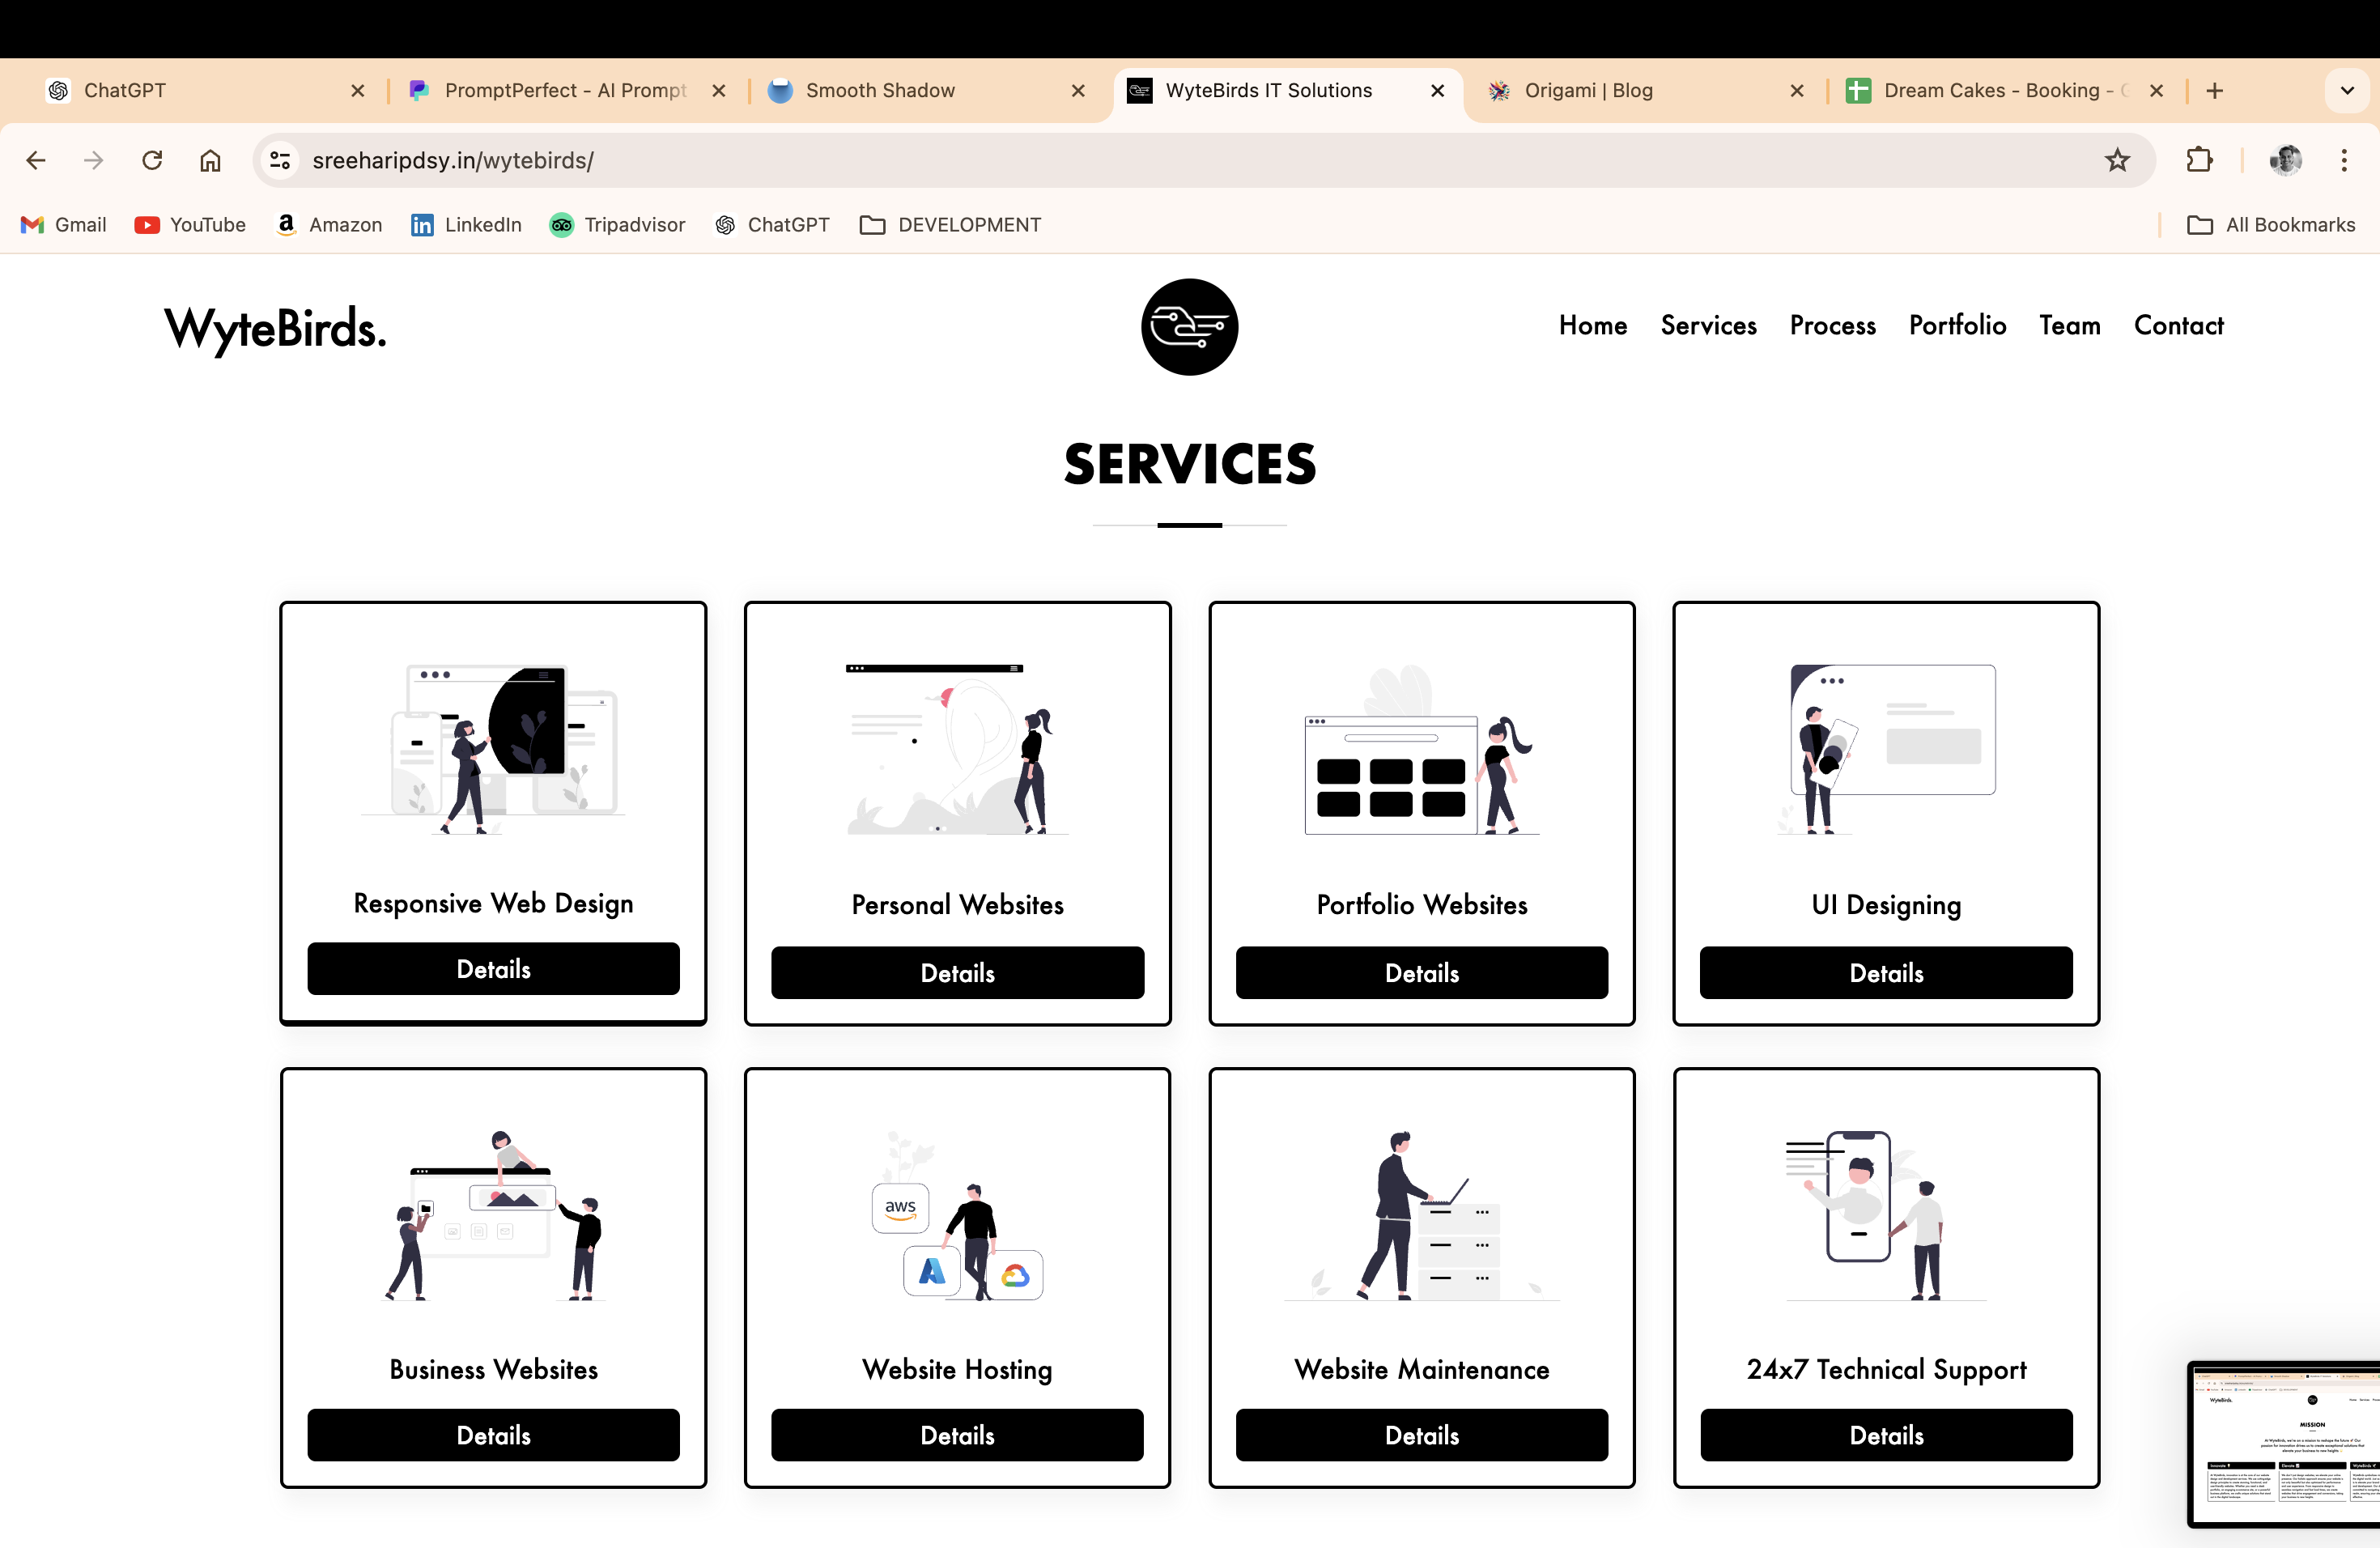 ChatGPT
PromptPerfect - AI Prompt
Smooth Shadow
WyteBirds IT Solutions
Origami | Blog
Dream Cakes - Booking -
sreeharipdsy.in/wytebirds/
Gmail
YouTube
Amazon
LinkedIn
Tripadvisor
ChatGPT
DEVELOPMENT
All Bookmarks
WyteBirds.
Home
Services
Process
Portfolio
Team
Contact
SERVICES
Responsive Web Design
Personal Websites
Portfolio Websites
UI Designing
Details
Details
Details
Details
aws
Business Websites
Website Hosting
Website Maintenance
24x7 Technical Support
Details
Details
Details
Details
WyteBirds.
MISSION